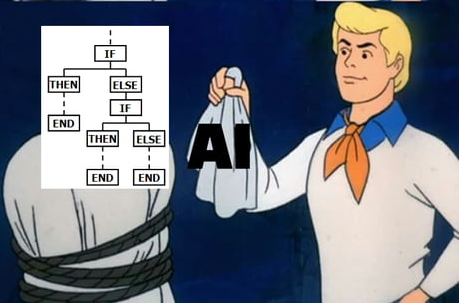 IF
THEN ELSE
IF
END
THEN ELSE
END END
AI